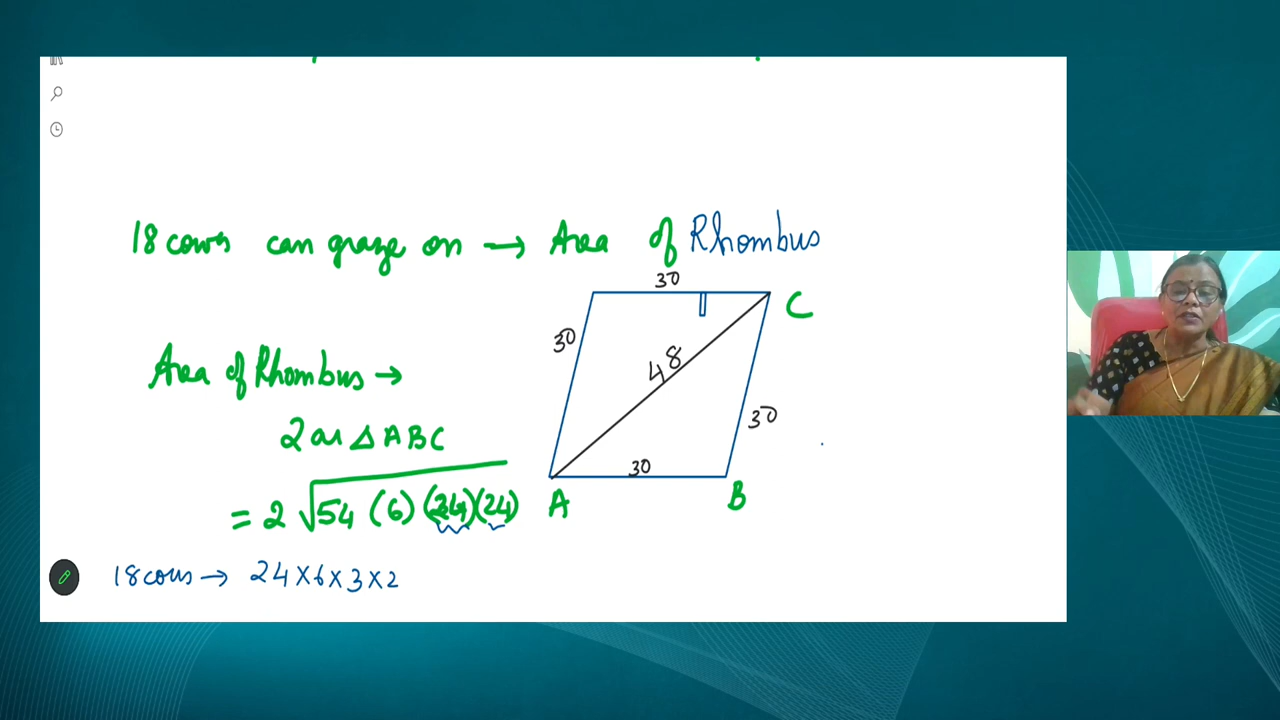 18 cows can graze on → Area of Rhombus
30
C
30
48
Area of Rhombus →
30
2 ar △ ABC
30
= 2 √54 (6) (24)(24)
A
B
18 cows → 24 × 6 × 3 × 2